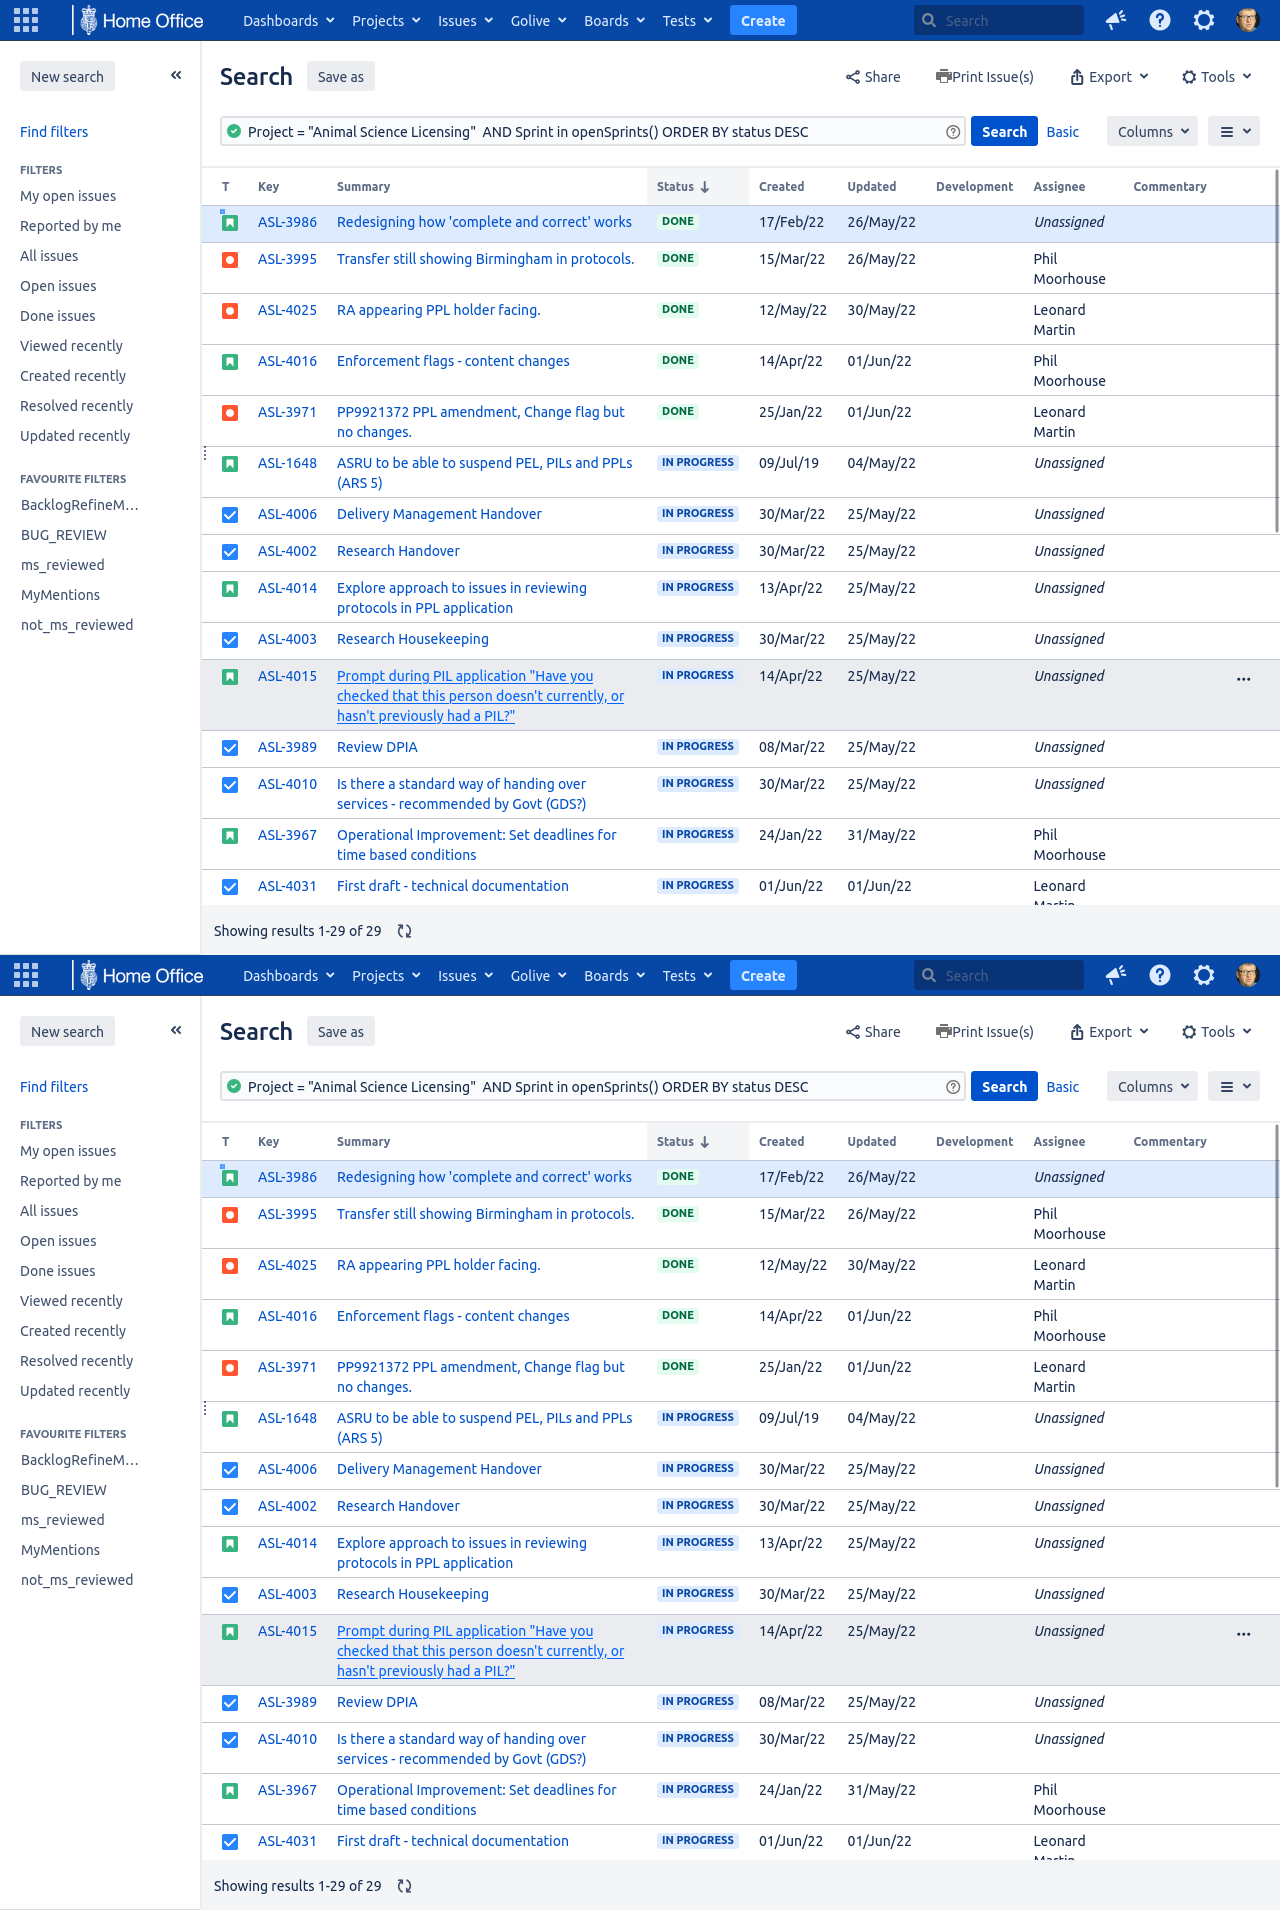 Home Office Dashboards Projects Issues Golive Boards Tests Create Search
New search
Search Save as Share Print Issue(s) Export Tools
Find filters
Project = "Animal Science Licensing" AND Sprint in openSprints() ORDER BY status DESC Search Basic Columns
FILTERS
My open issues
Reported by me
All issues
Open issues
Done issues
Viewed recently
Created recently
Resolved recently
Updated recently
FAVOURITE FILTERS
BacklogRefineM…
BUG_REVIEW
ms_reviewed
MyMentions
not_ms_reviewed
T Key Summary Status Created Updated Development Assignee Commentary
ASL-3986 Redesigning how 'complete and correct' works DONE 17/Feb/22 26/May/22 Unassigned
ASL-3995 Transfer still showing Birmingham in protocols. DONE 15/Mar/22 26/May/22 Phil
Moorhouse
ASL-4025 RA appearing PPL holder facing. DONE 12/May/22 30/May/22 Leonard
Martin
ASL-4016 Enforcement flags - content changes DONE 14/Apr/22 01/Jun/22 Phil
Moorhouse
ASL-3971 PP9921372 PPL amendment, Change flag but DONE 25/Jan/22 01/Jun/22 Leonard
no changes. Martin
ASL-1648 ASRU to be able to suspend PEL, PILs and PPLs IN PROGRESS 09/Jul/19 04/May/22 Unassigned
(ARS 5)
ASL-4006 Delivery Management Handover IN PROGRESS 30/Mar/22 25/May/22 Unassigned
ASL-4002 Research Handover IN PROGRESS 30/Mar/22 25/May/22 Unassigned
ASL-4014 Explore approach to issues in reviewing IN PROGRESS 13/Apr/22 25/May/22 Unassigned
protocols in PPL application
ASL-4003 Research Housekeeping IN PROGRESS 30/Mar/22 25/May/22 Unassigned
ASL-4015 Prompt during PIL application "Have you IN PROGRESS 14/Apr/22 25/May/22 Unassigned
checked that this person doesn't currently, or
hasn't previously had a PIL?"
ASL-3989 Review DPIA IN PROGRESS 08/Mar/22 25/May/22 Unassigned
ASL-4010 Is there a standard way of handing over IN PROGRESS 30/Mar/22 25/May/22 Unassigned
services - recommended by Govt (GDS?)
ASL-3967 Operational Improvement: Set deadlines for IN PROGRESS 24/Jan/22 31/May/22 Phil
time based conditions Moorhouse
ASL-4031 First draft - technical documentation IN PROGRESS 01/Jun/22 01/Jun/22 Leonard
Martin
Showing results 1-29 of 29
Home Office Dashboards Projects Issues Golive Boards Tests Create Search
New search
Search Save as Share Print Issue(s) Export Tools
Find filters
Project = "Animal Science Licensing" AND Sprint in openSprints() ORDER BY status DESC Search Basic Columns
FILTERS
My open issues
Reported by me
All issues
Open issues
Done issues
Viewed recently
Created recently
Resolved recently
Updated recently
FAVOURITE FILTERS
BacklogRefineM…
BUG_REVIEW
ms_reviewed
MyMentions
not_ms_reviewed
T Key Summary Status Created Updated Development Assignee Commentary
ASL-3986 Redesigning how 'complete and correct' works DONE 17/Feb/22 26/May/22 Unassigned
ASL-3995 Transfer still showing Birmingham in protocols. DONE 15/Mar/22 26/May/22 Phil
Moorhouse
ASL-4025 RA appearing PPL holder facing. DONE 12/May/22 30/May/22 Leonard
Martin
ASL-4016 Enforcement flags - content changes DONE 14/Apr/22 01/Jun/22 Phil
Moorhouse
ASL-3971 PP9921372 PPL amendment, Change flag but DONE 25/Jan/22 01/Jun/22 Leonard
no changes. Martin
ASL-1648 ASRU to be able to suspend PEL, PILs and PPLs IN PROGRESS 09/Jul/19 04/May/22 Unassigned
(ARS 5)
ASL-4006 Delivery Management Handover IN PROGRESS 30/Mar/22 25/May/22 Unassigned
ASL-4002 Research Handover IN PROGRESS 30/Mar/22 25/May/22 Unassigned
ASL-4014 Explore approach to issues in reviewing IN PROGRESS 13/Apr/22 25/May/22 Unassigned
protocols in PPL application
ASL-4003 Research Housekeeping IN PROGRESS 30/Mar/22 25/May/22 Unassigned
ASL-4015 Prompt during PIL application "Have you IN PROGRESS 14/Apr/22 25/May/22 Unassigned
checked that this person doesn't currently, or
hasn't previously had a PIL?"
ASL-3989 Review DPIA IN PROGRESS 08/Mar/22 25/May/22 Unassigned
ASL-4010 Is there a standard way of handing over IN PROGRESS 30/Mar/22 25/May/22 Unassigned
services - recommended by Govt (GDS?)
ASL-3967 Operational Improvement: Set deadlines for IN PROGRESS 24/Jan/22 31/May/22 Phil
time based conditions Moorhouse
ASL-4031 First draft - technical documentation IN PROGRESS 01/Jun/22 01/Jun/22 Leonard
Martin
Showing results 1-29 of 29